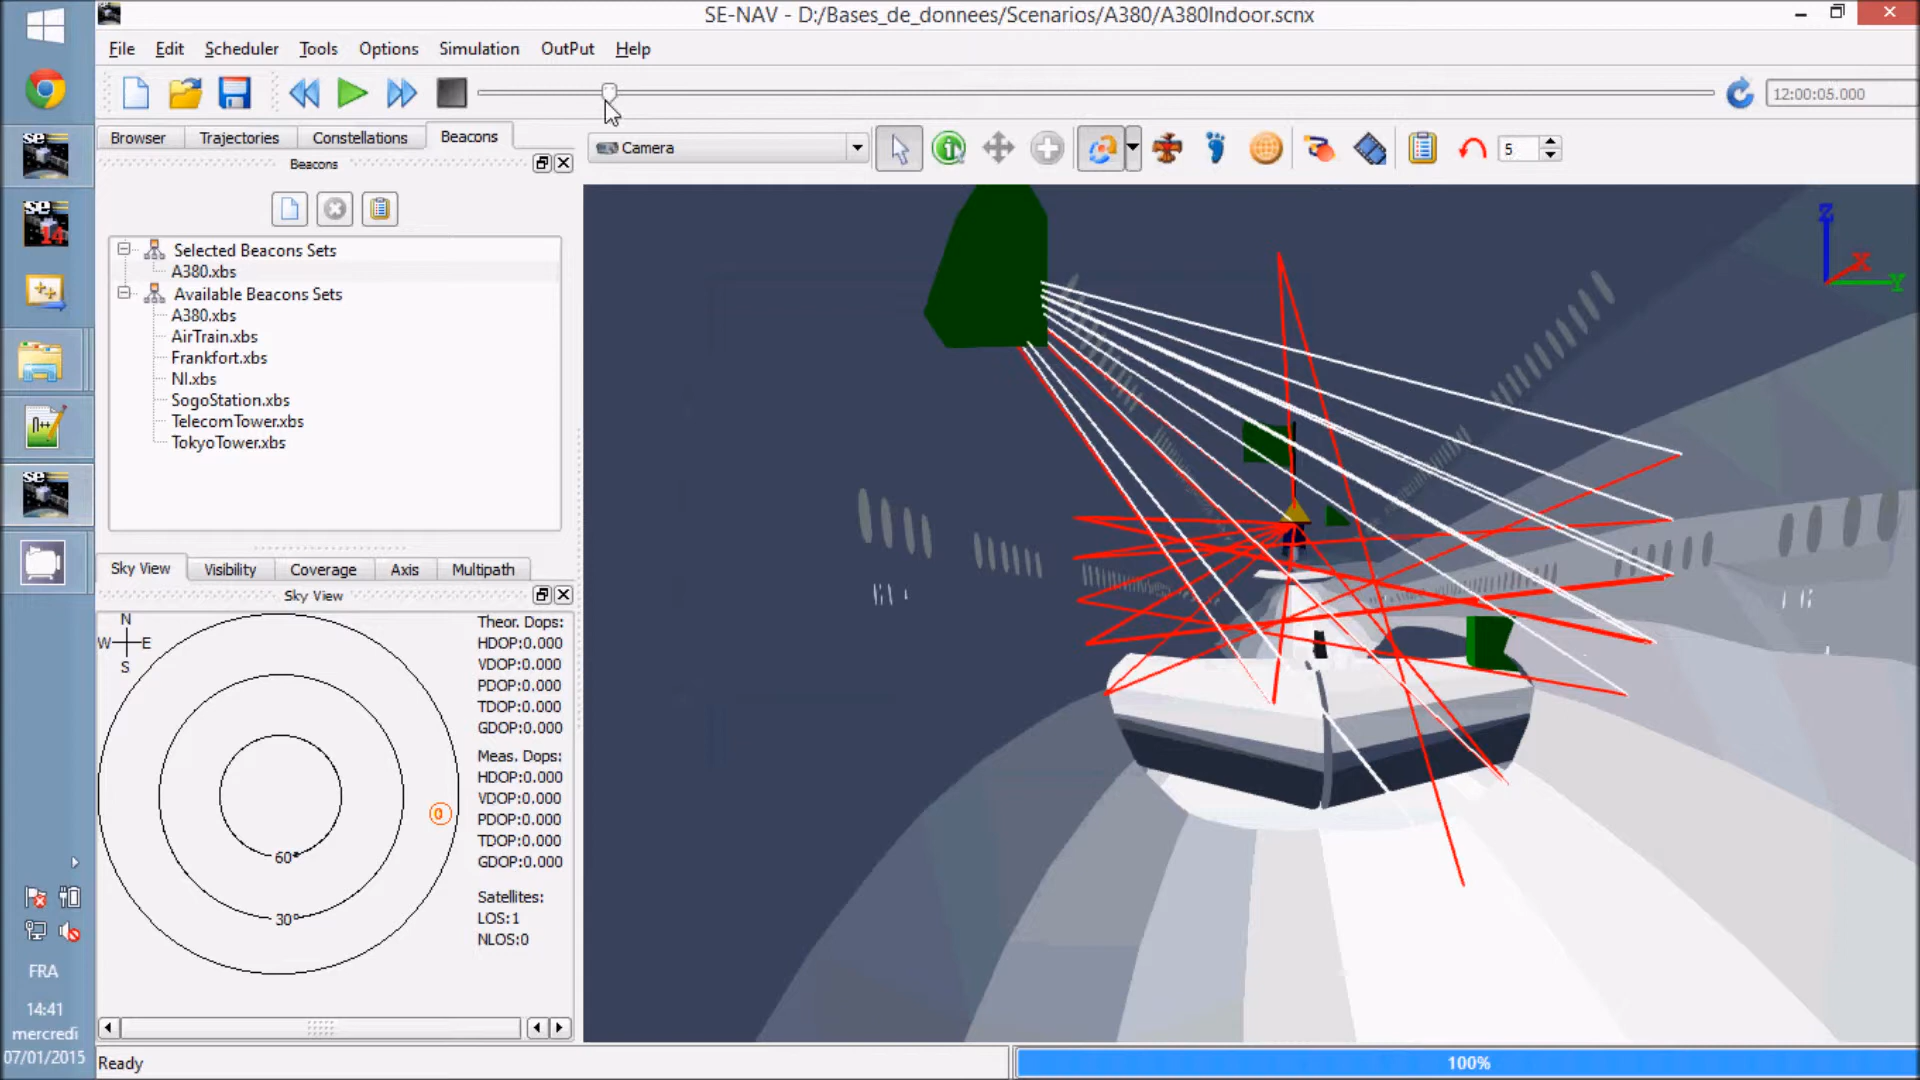 SE-NAV - D:/Bases_de_donnees/Scenarios/A380/A380Indoor.scnx
File Edit Scheduler Tools Options Simulation OutPut Help
12:00:05.000
Browser Trajectories Constellations Beacons
Camera
5
Beacons
Selected Beacons Sets
A380.xbs
Available Beacons Sets
A380.xbs
AirTrain.xbs
Frankfort.xbs
NI.xbs
SogoStation.xbs
TelecomTower.xbs
TokyoTower.xbs
Z
X
Y
Sky View Visibility Coverage Axis Multipath
Sky View
N
W E
S
60°
30°
0
Theor. Dops:
HDOP:0.000
VDOP:0.000
PDOP:0.000
TDOP:0.000
GDOP:0.000
Meas. Dops:
HDOP:0.000
VDOP:0.000
PDOP:0.000
TDOP:0.000
GDOP:0.000
Satellites:
LOS:1
NLOS:0
se
se
14
n++
se
FRA
14:41
mercredi
07/01/2015
Ready
100%